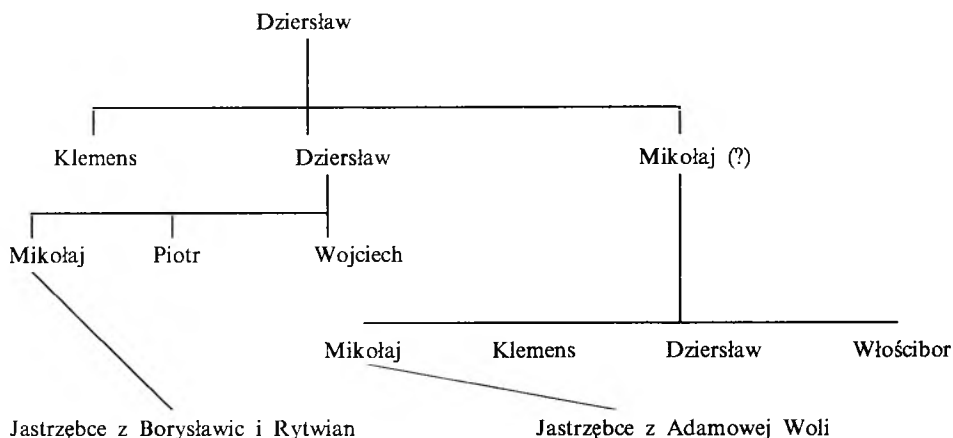 Dziersław
Klemens Dziersław Mikołaj (?)
Mikołaj Piotr Wojciech
Mikołaj Klemens Dziersław Włościbor
Jastrzębce z Borysławic i Rytwian Jastrzębce z Adamowej Woli